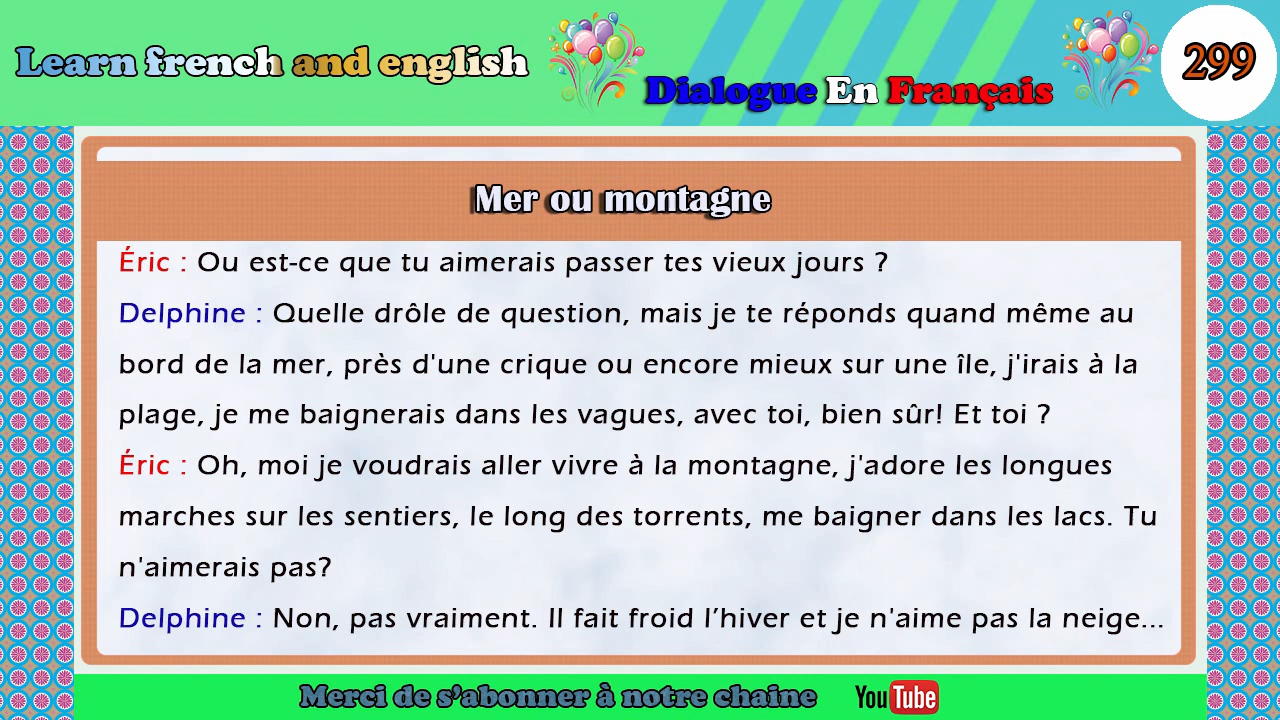 Learn french and english
Dialogue En Français
299
Mer ou montagne
Éric : Ou est-ce que tu aimerais passer tes vieux jours ?
Delphine : Quelle drôle de question, mais je te réponds quand même au
bord de la mer, près d'une crique ou encore mieux sur une île, j'irais à la
plage, je me baignerais dans les vagues, avec toi, bien sûr! Et toi ?
Éric : Oh, moi je voudrais aller vivre à la montagne, j'adore les longues
marches sur les sentiers, le long des torrents, me baigner dans les lacs. Tu
n'aimerais pas?
Delphine : Non, pas vraiment. Il fait froid l’hiver et je n'aime pas la neige...
Merci de s’abonner à notre chaine
YouTube